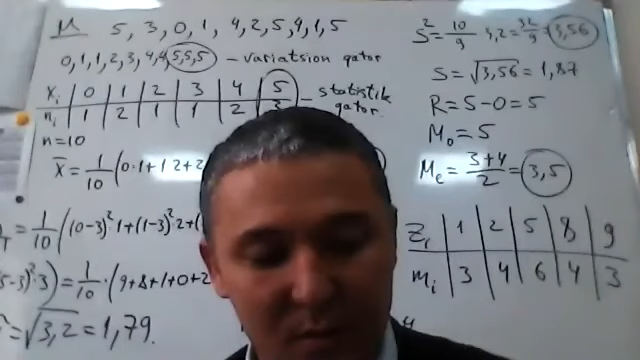 M 5, 3, 0, 1, 4, 2, 5, 4, 1, 5
0, 1, 1, 2, 3, 4, 4, 5, 5, 5 – variatsion qator
xᵢ | 0 | 1 | 2 | 3 | 4 | 5
nᵢ | 1 | 2 | 1 | 1 | 2 | 3 – statistik qator.
n=10
x̄ = 1/10 (0·1+1·2+2
= 1/10 ((0-3)²·1+(1-3)²·2+(
5-3)²·3) = 1/10 · (9+8+1+0+2
= √3,2 = 1,79.
S² = 10/9 · 3,2 = 32/9 = 3,56
S = √3,56 = 1,87
R = 5-0 = 5
Mo = 5
Me = (3+4)/2 = 3,5
zᵢ | 1 | 2 | 5 | 8 | 9
mᵢ | 3 | 4 | 6 | 4 | 3